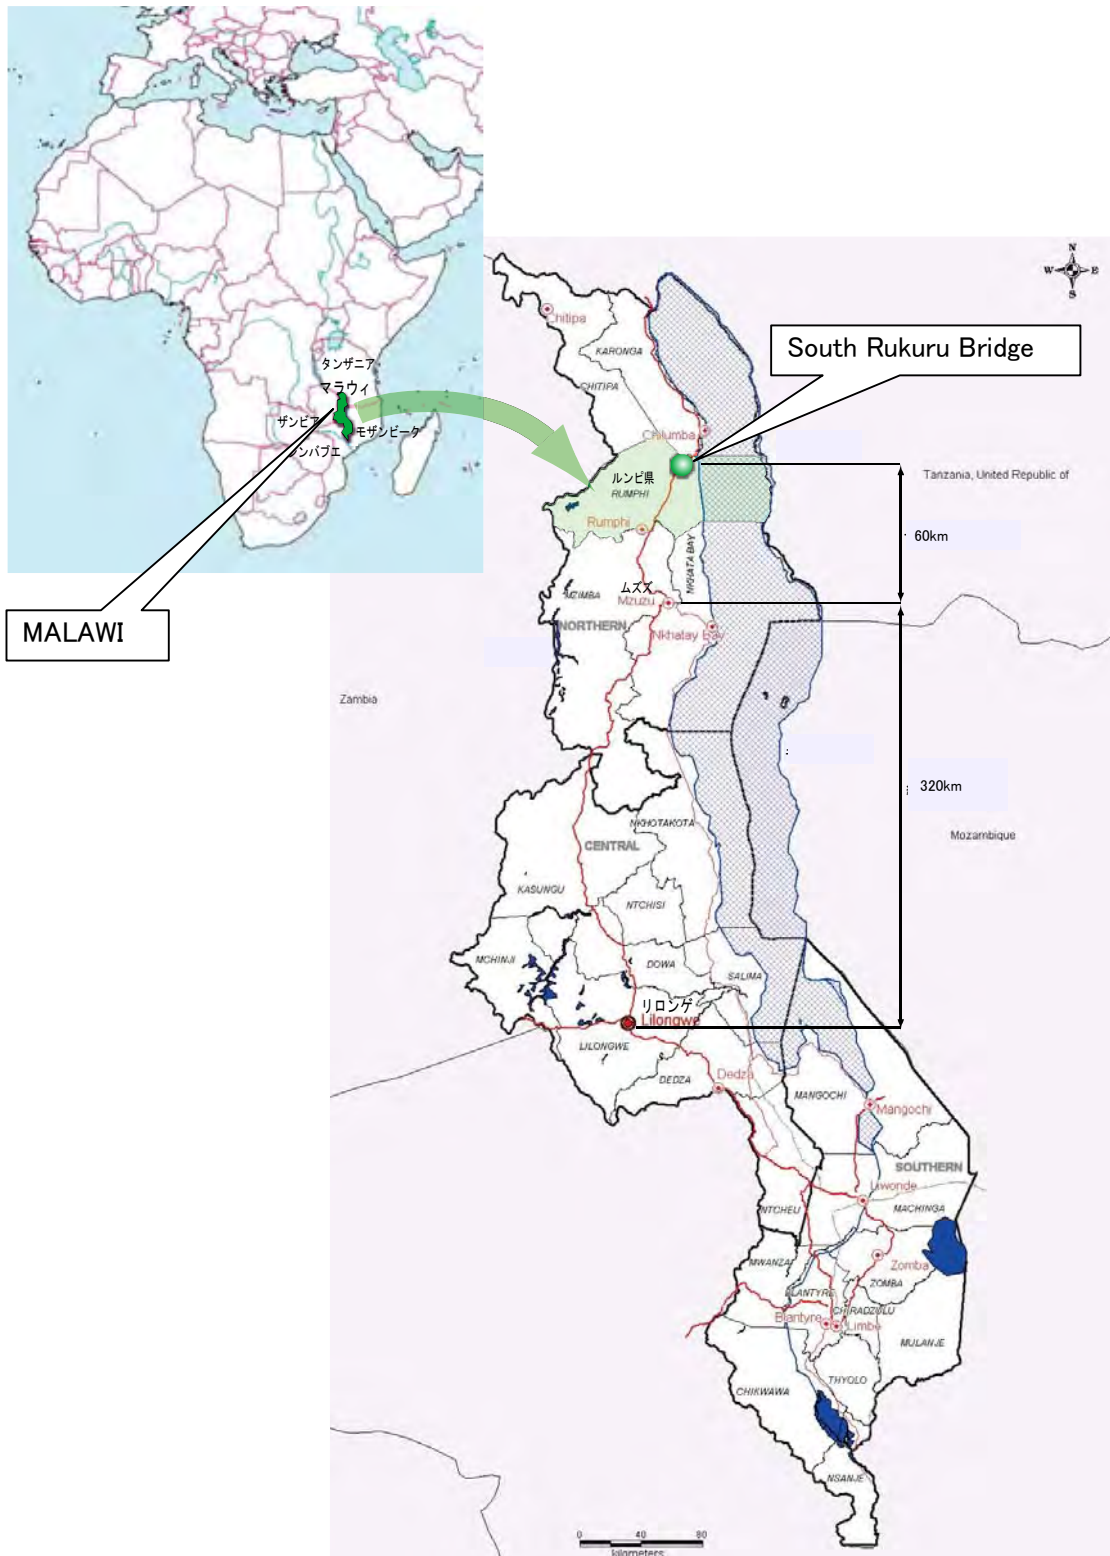 タンザニア
マラウィ
ザンビア
モザンビーク
ジンバブエ
MALAWI
N
W E
S
South Rukuru Bridge
Chitipa
KARONGA
CHITIPA
Chilumba
ルンピ県
RUMPHI
Rumphi
Tanzania, United Republic of
60km
NKHATA BAY
ムズズ
MZIMBA
Mzuzu
NORTHERN
Nkhatay Bay
Zambia
320km
NKHOTAKOTA
Mozambique
CENTRAL
KASUNGU
NTCHISI
MCHINJI
DOWA
SALIMA
リロンゲ
Lilongwe
LILONGWE
DEDZA
Dedza
MANGOCHI
Mangochi
SOUTHERN
Liwonde
NTCHEU
MACHINGA
MWANZA
Zomba
ZOMBA
BLANTYRE
CHIRADZULU
Blantyre
Limbe
MULANJE
THYOLO
CHIKWAWA
NSANJE
0 40 80
kilometers